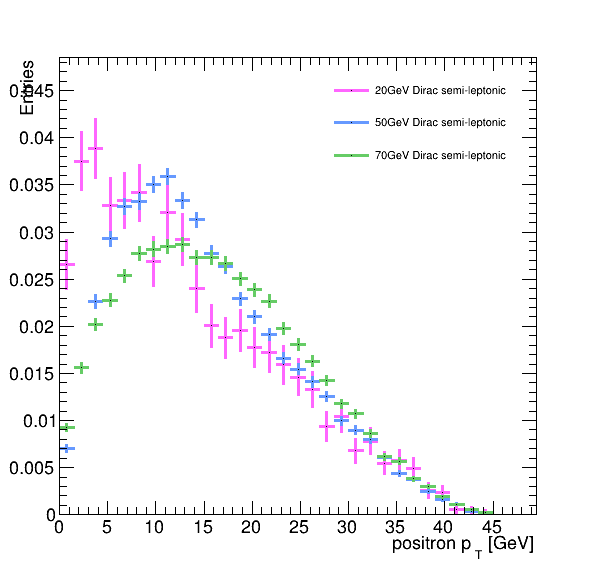 Entries
0.045
0.04
0.035
0.03
0.025
0.02
0.015
0.01
0.005
0
20GeV Dirac semi-leptonic
50GeV Dirac semi-leptonic
70GeV Dirac semi-leptonic
0 5 10 15 20 25 30 35 40 45
positron p_T [GeV]